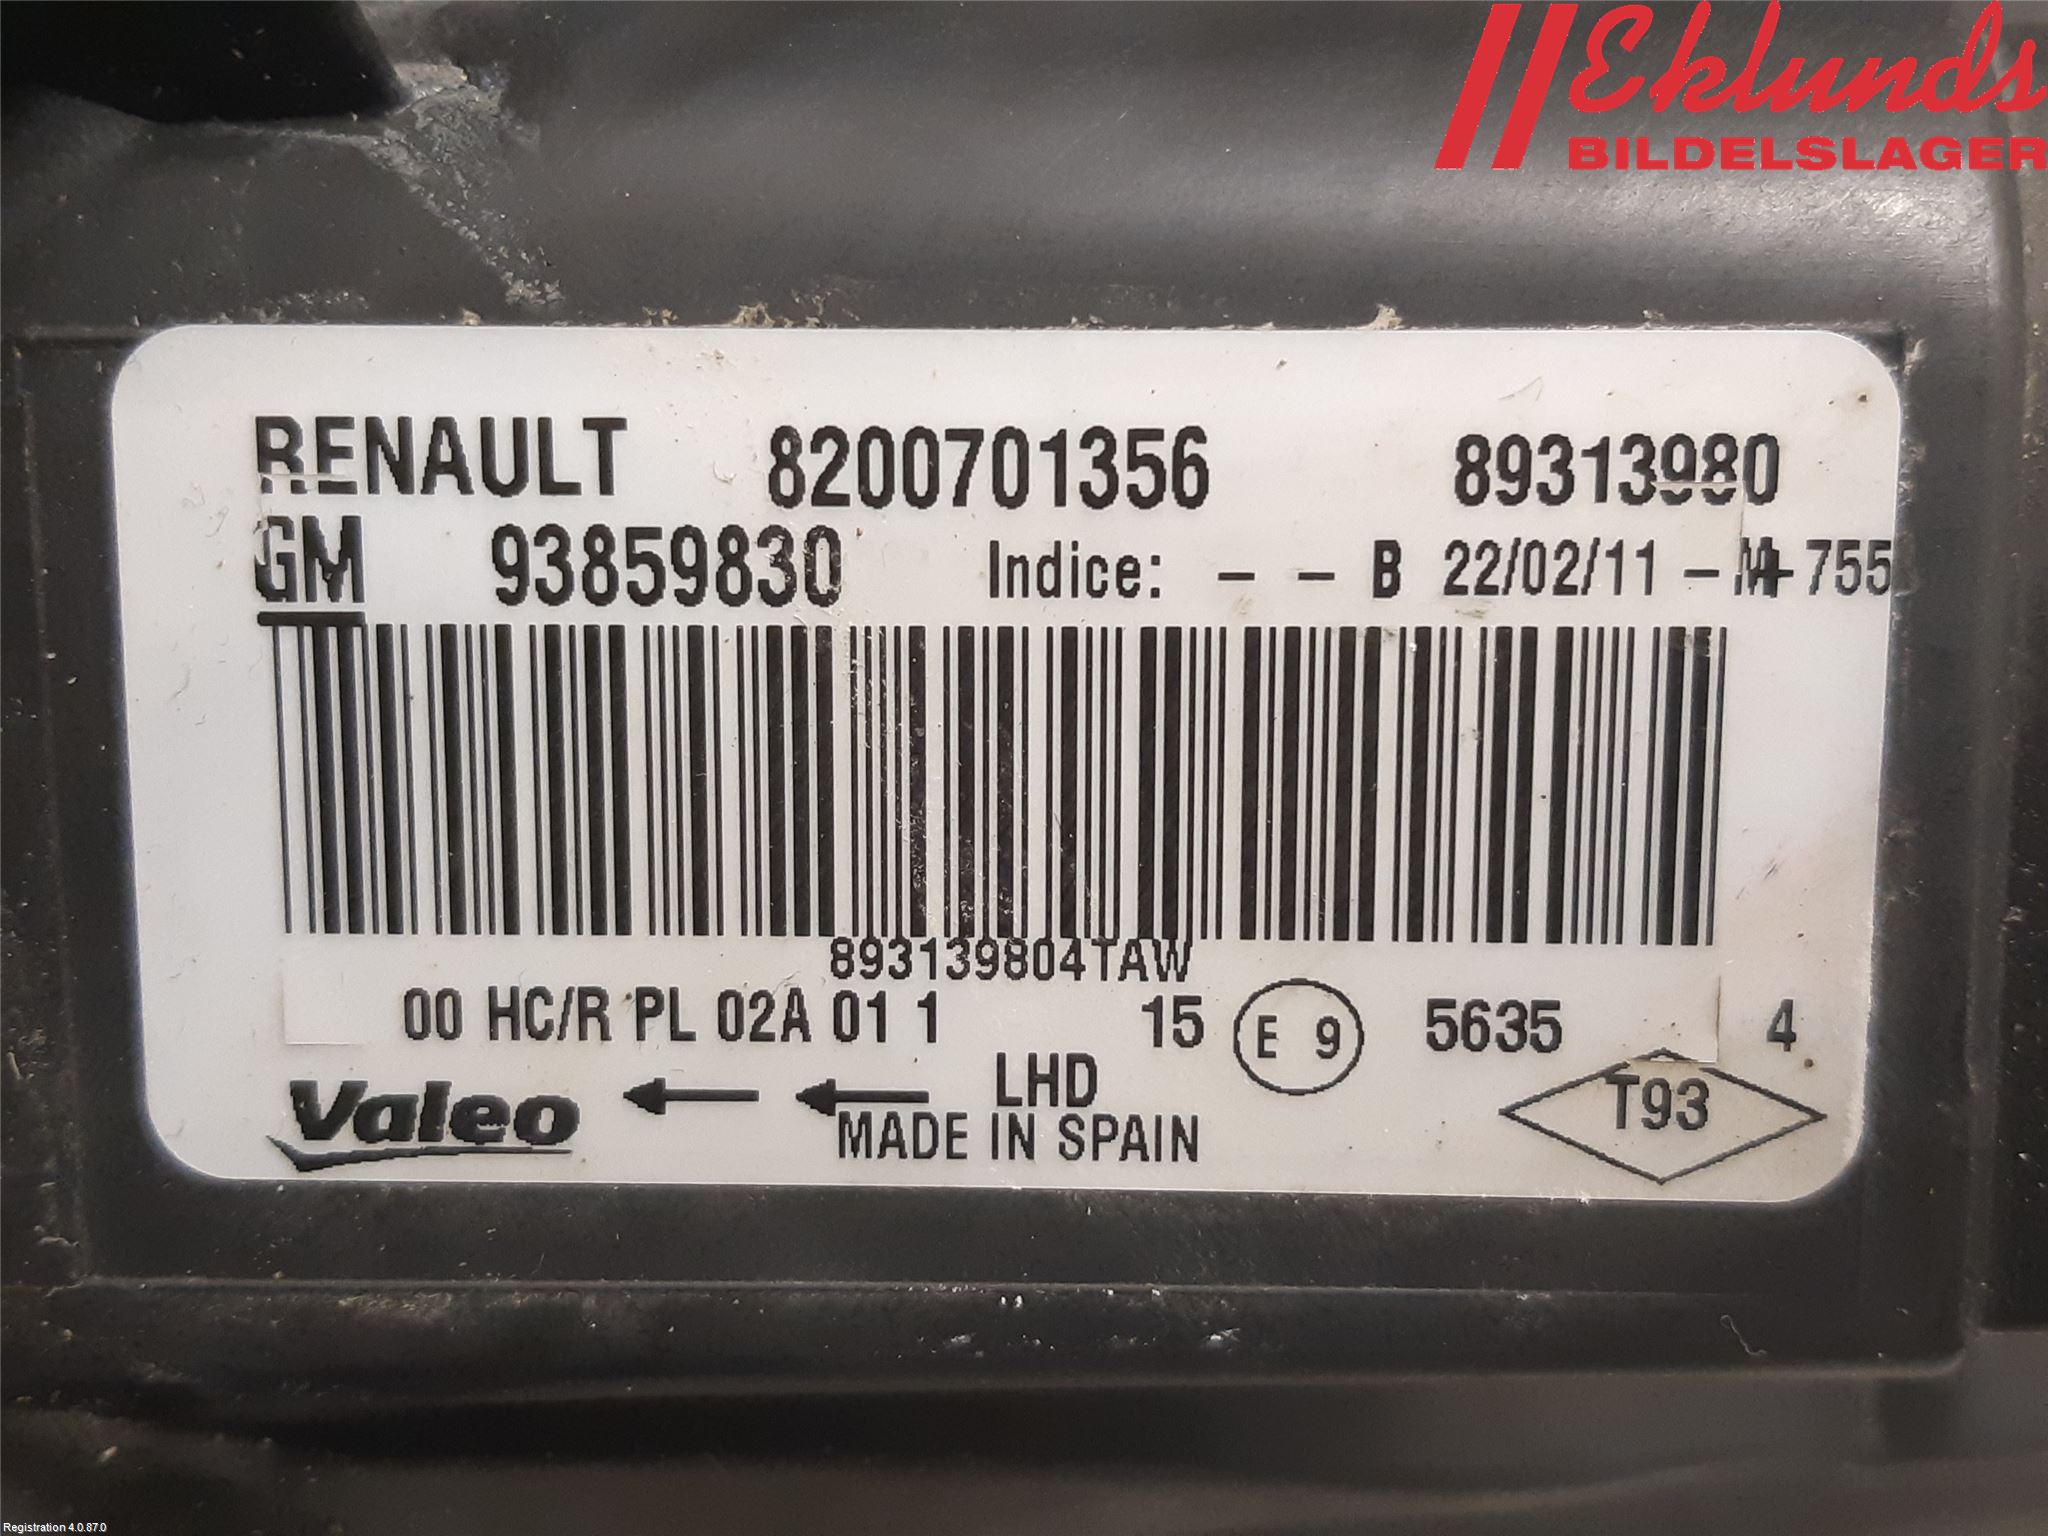 Eklunds
BILDELSLAGER
RENAULT 8200701356 89313980
GM 93859830 Indice: - - B 22/02/11 - M+ 755
893139804TAW
00 HC/R PL 02A 01 1 15 E 9 5635 4
Valeo LHD
MADE IN SPAIN
T93
Registration 4.0.87.0